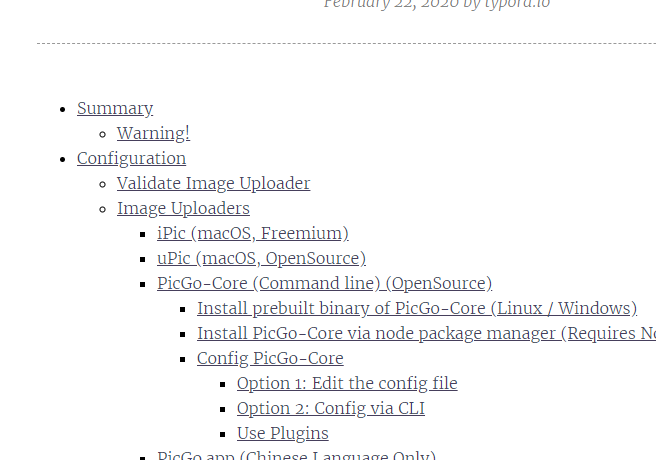 February 22, 2020 by typora.io
Summary
Warning!
Configuration
Validate Image Uploader
Image Uploaders
iPic (macOS, Freemium)
uPic (macOS, OpenSource)
PicGo-Core (Command line) (OpenSource)
Install prebuilt binary of PicGo-Core (Linux / Windows)
Install PicGo-Core via node package manager (Requires
Config PicGo-Core
Option 1: Edit the config file
Option 2: Config via CLI
Use Plugins
PicGo.app (Chinese Language Only)